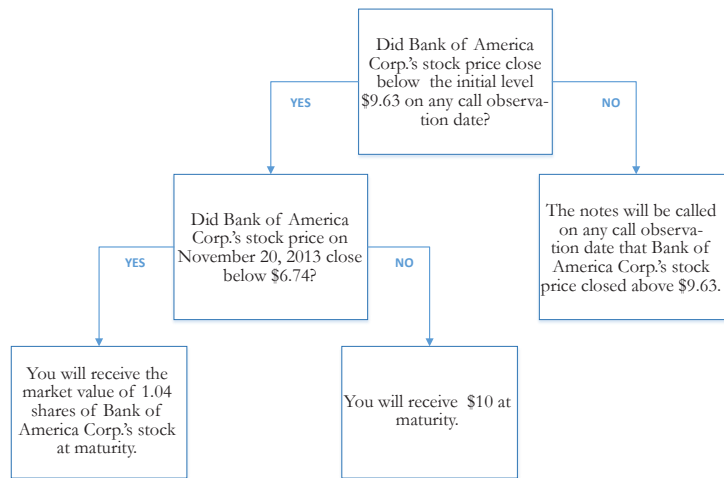 Did Bank of America
Corp.'s stock price close
below the initial level
$9.63 on any call observa-
tion date?
YES
NO
Did Bank of America
Corp.'s stock price on
November 20, 2013 close
below $6.74?
The notes will be called
on any call observa-
tion date that Bank of
America Corp.'s stock
price closed above $9.63.
YES
NO
You will receive the
market value of 1.04
shares of Bank of
America Corp.'s stock
at maturity.
You will receive $10 at
maturity.